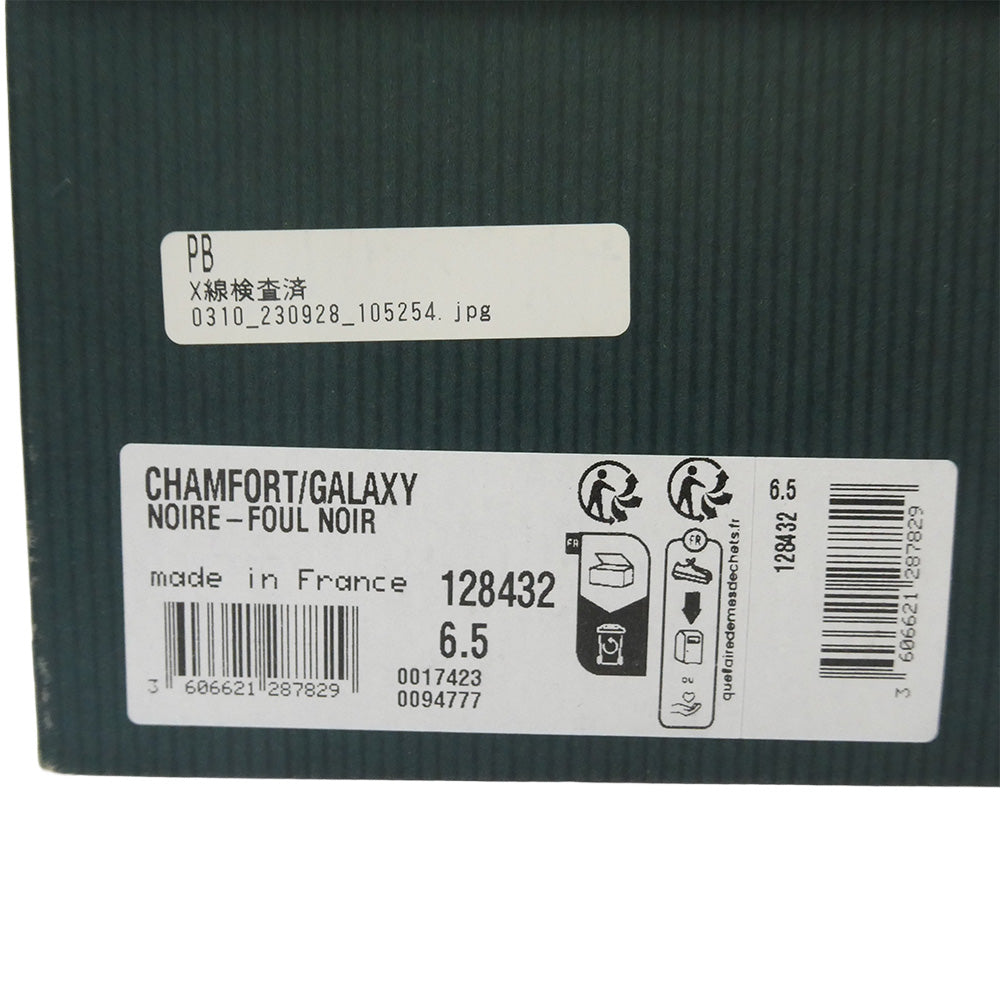 PB
X線検査済
0310_230928_105254.jpg
CHAMFORT/GALAXY
NOIRE-FOUL NOIR
made in France
128432
6.5
0017423
0094777
3 606621 287829
FR
FR
ou
quefairedemesdechets.fr
6.5
128432
3 606621 287829